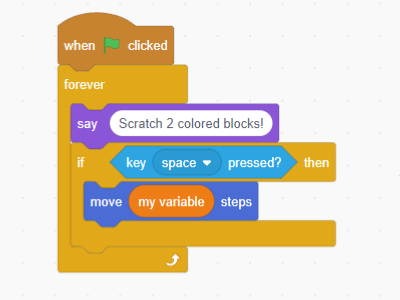 when clicked
forever
say Scratch 2 colored blocks!
if key space pressed? then
move my variable steps